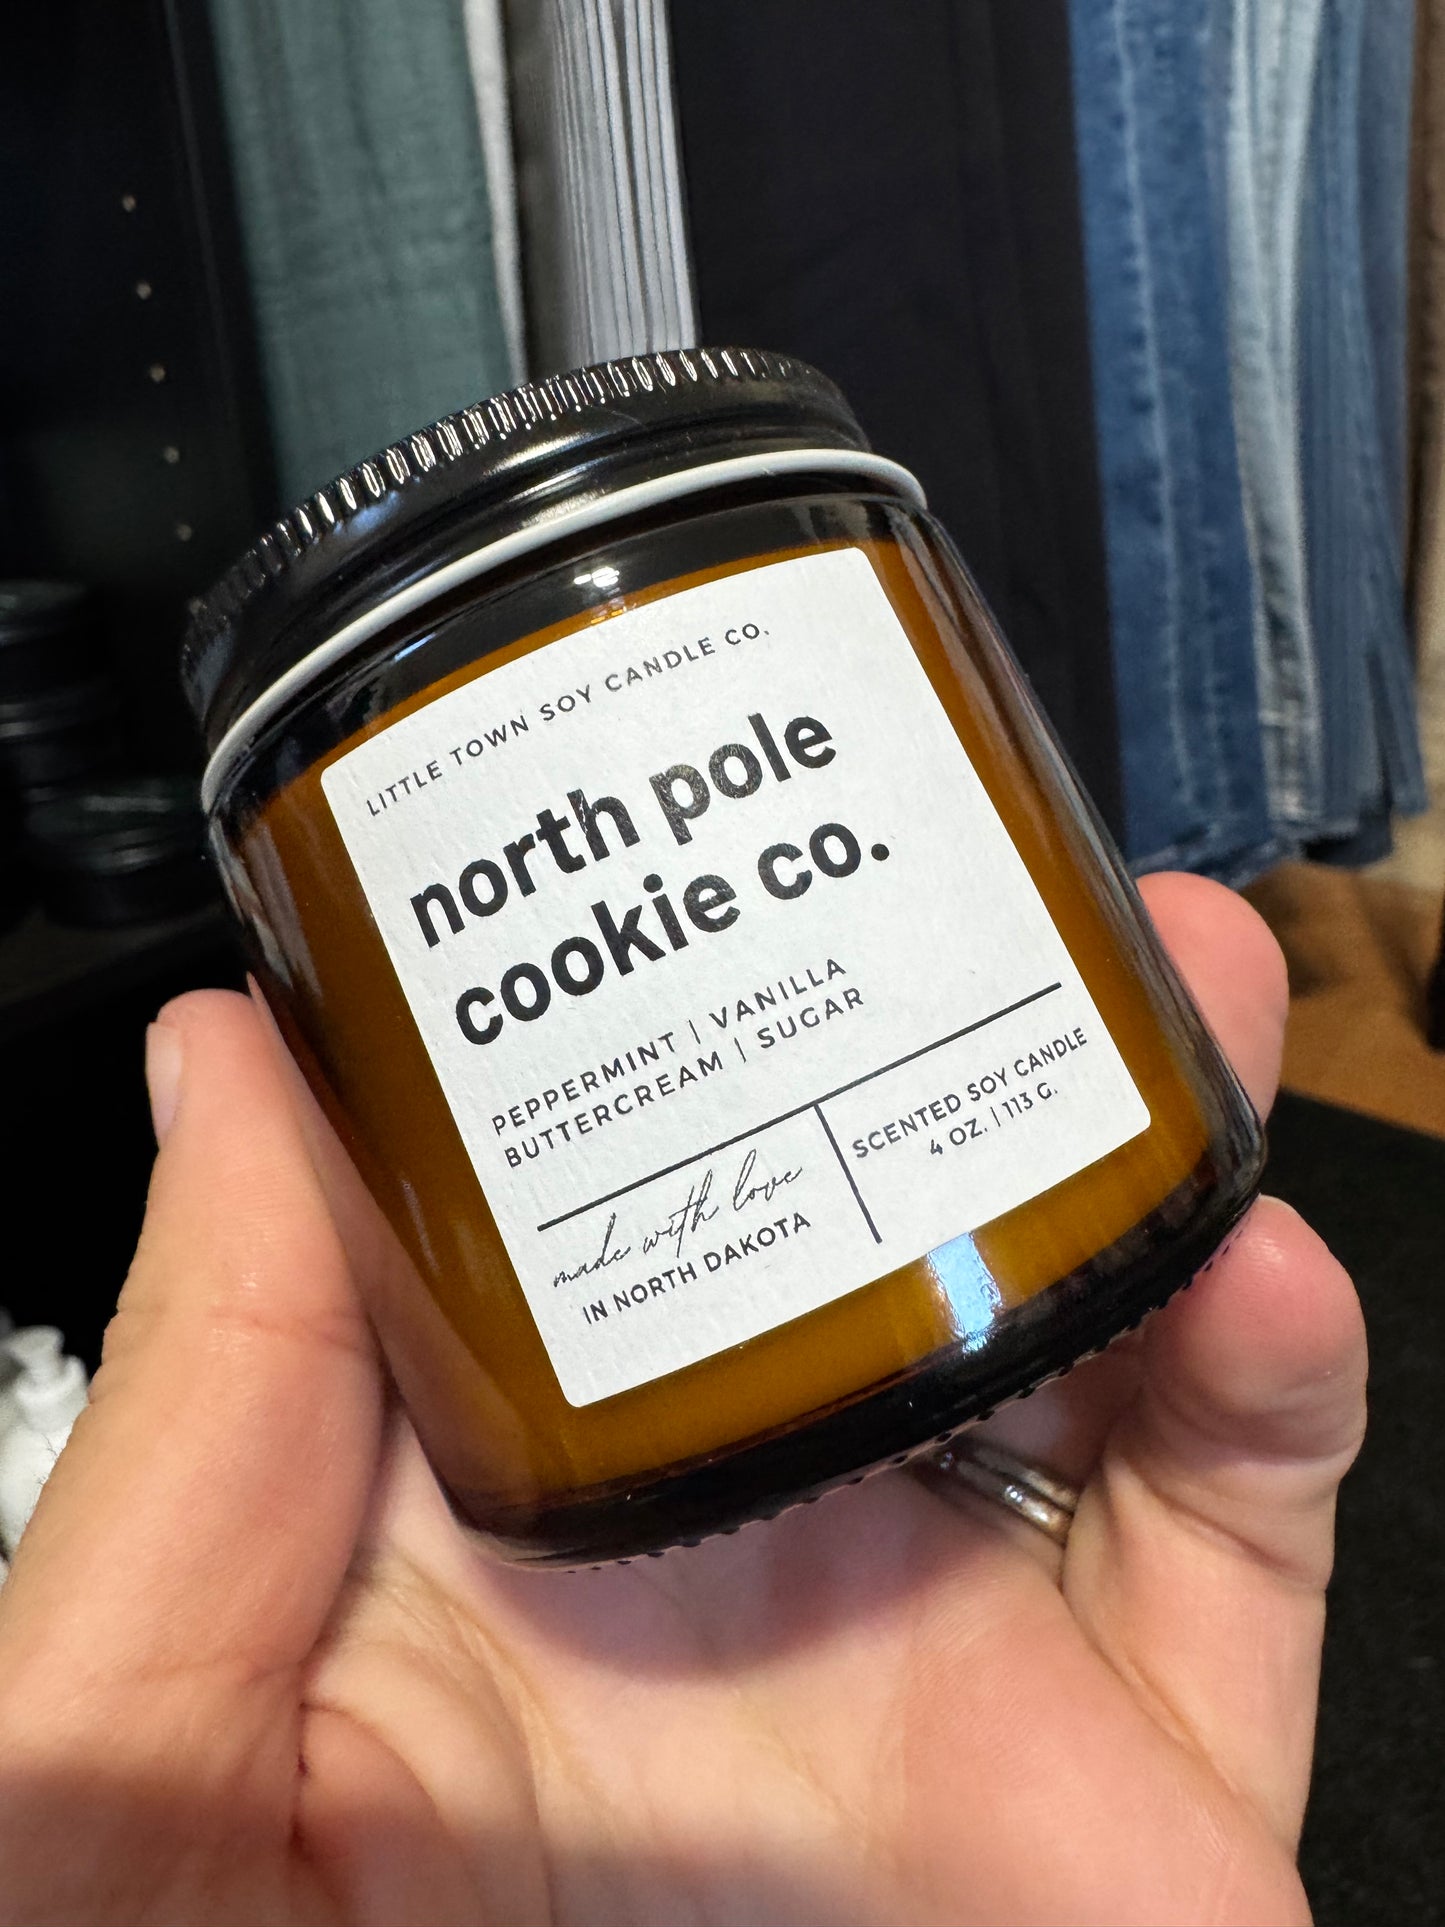 LITTLE TOWN SOY CANDLE CO.
north pole
cookie co.
PEPPERMINT | VANILLA
BUTTERCREAM | SUGAR
made with love
IN NORTH DAKOTA
SCENTED SOY CANDLE
4 OZ. | 113 G.